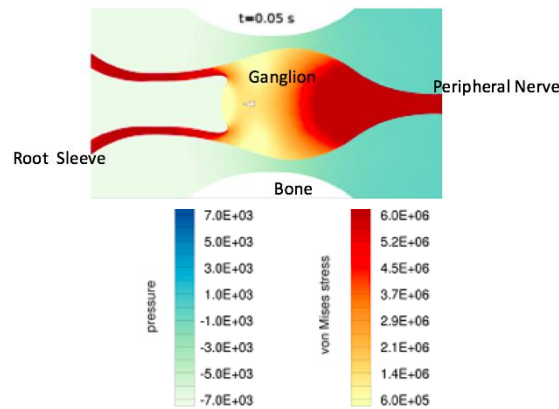 t=0.05 s
Ganglion
Peripheral Nerve
Root Sleeve
Bone
pressure
7.0E+03
5.0E+03
3.0E+03
1.0E+03
-1.0E+03
-3.0E+03
-5.0E+03
-7.0E+03
von Mises stress
6.0E+06
5.2E+06
4.5E+06
3.7E+06
2.9E+06
2.1E+06
1.4E+06
6.0E+05